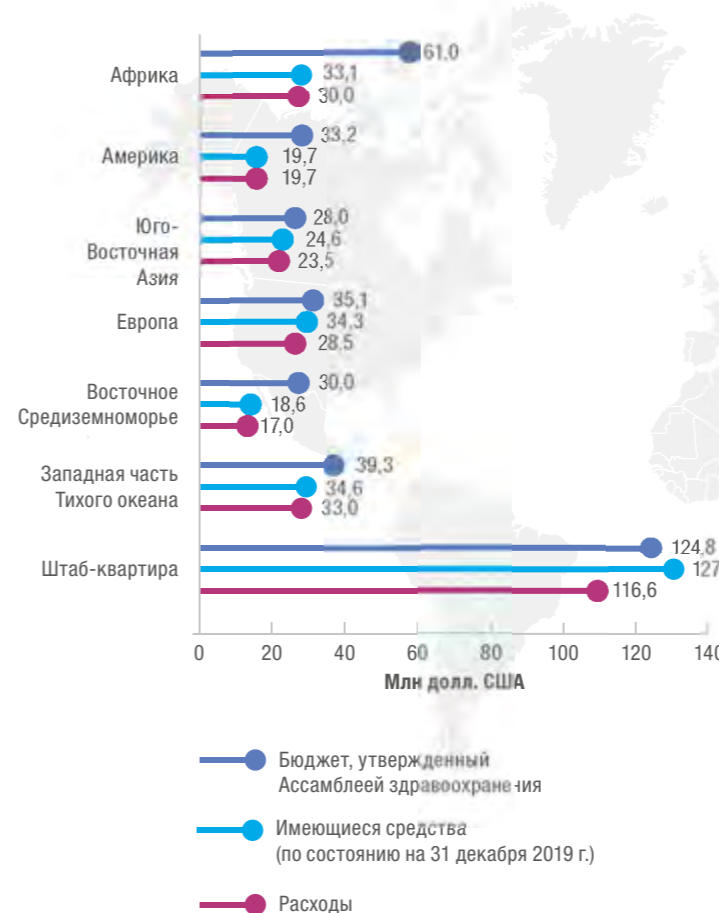 61,0
Африка
33,1
30,0
33,2
Америка
19,7
19,7
28,0
Юго-
Восточная
Азия
24,6
23,5
35,1
Европа
34,3
28,5
30,0
Восточное
Средиземноморье
18,6
17,0
39,3
Западная часть
Тихого океана
34,6
33,0
124,8
Штаб-квартира
127
116,6
0 20 40 60 80 100 120 140
Млн долл. США
Бюджет, утвержденный
Ассамблеей здравоохранения
Имеющиеся средства
(по состоянию на 31 декабря 2019 г.)
Расходы